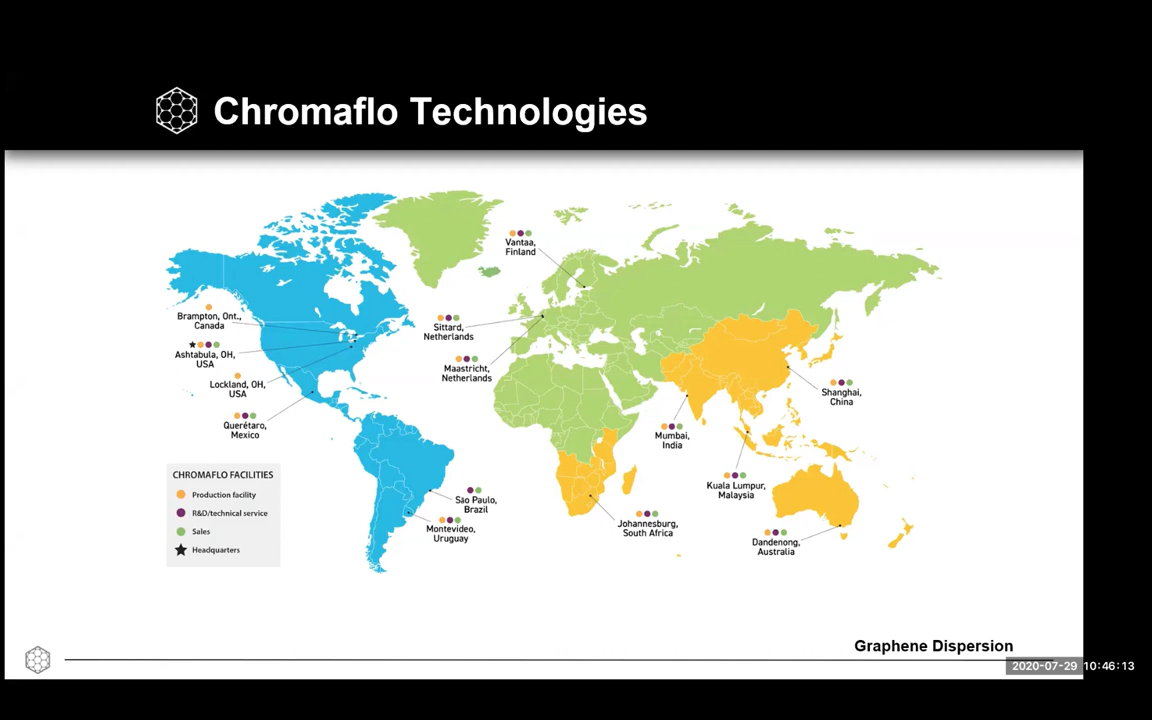 Chromaflo Technologies
Vantaa,
Finland
Brampton, Ont.,
Canada
Sittard,
Netherlands
Ashtabula, OH,
USA
Maastricht,
Netherlands
Lockland, OH,
USA
Shanghai,
China
Querétaro,
Mexico
Mumbai,
India
CHROMAFLO FACILITIES
Production facility
R&D/technical service
Sales
Headquarters
Kuala Lumpur,
Malaysia
São Paulo,
Brazil
Montevideo,
Uruguay
Johannesburg,
South Africa
Dandenong,
Australia
Graphene Dispersion
2020-07-29 10:46:13